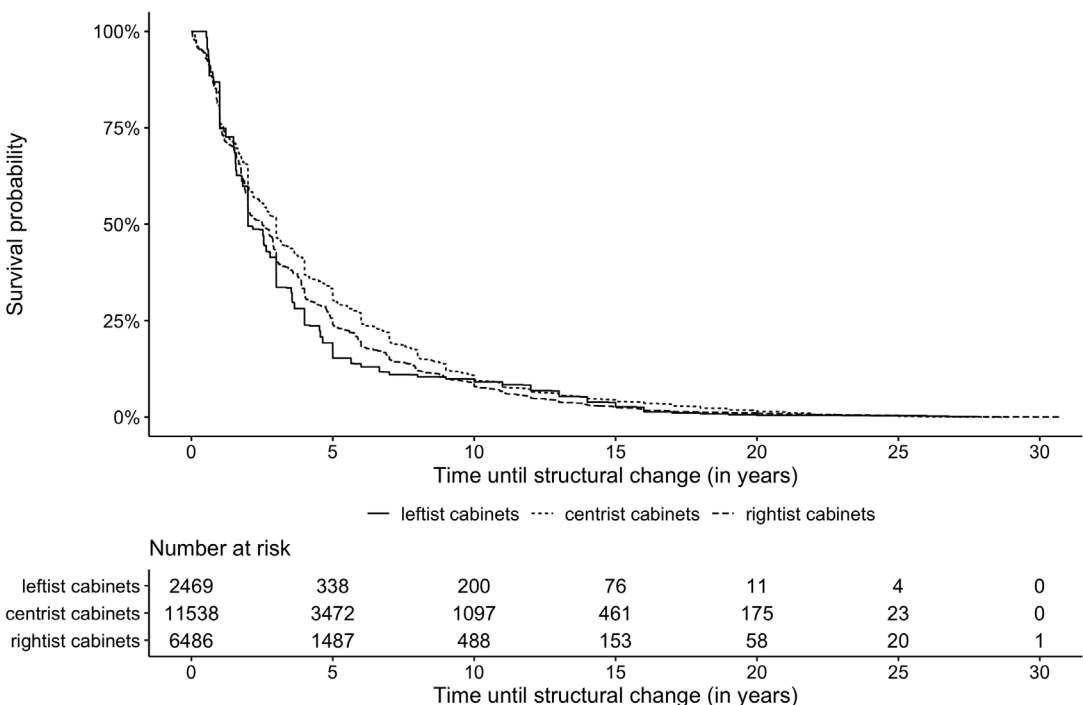 100%
75%
50%
25%
0%
Survival probability
0 5 10 15 20 25 30
Time until structural change (in years)
leftist cabinets centrist cabinets rightist cabinets
Number at risk
leftist cabinets 2469 338 200 76 11 4 0
centrist cabinets 11538 3472 1097 461 175 23 0
rightist cabinets 6486 1487 488 153 58 20 1
0 5 10 15 20 25 30
Time until structural change (in years)